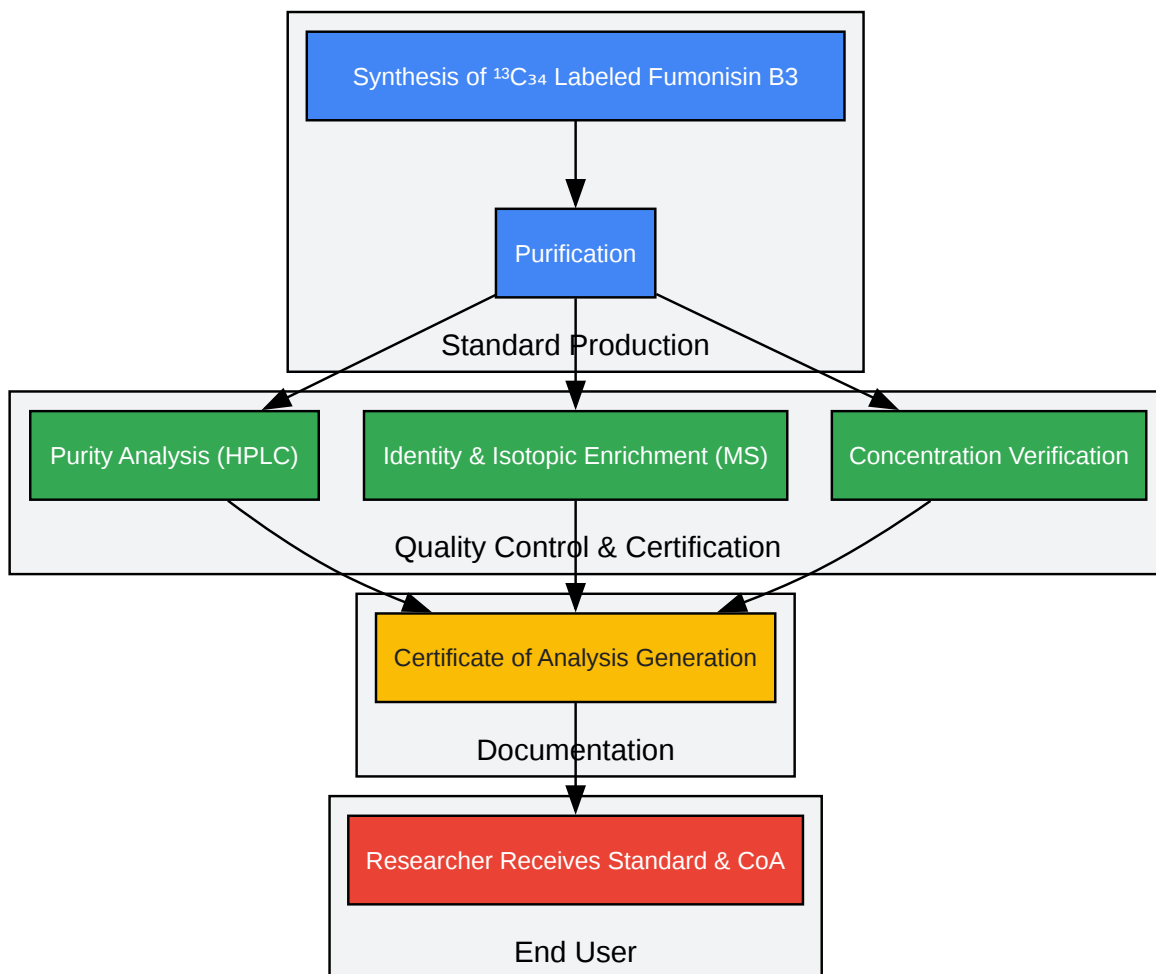 Synthesis of ¹³C₃₄ Labeled Fumonisin B3
Purification
Standard Production
Purity Analysis (HPLC)
Identity & Isotopic Enrichment (MS)
Concentration Verification
Quality Control & Certification
Certificate of Analysis Generation
Documentation
Researcher Receives Standard & CoA
End User